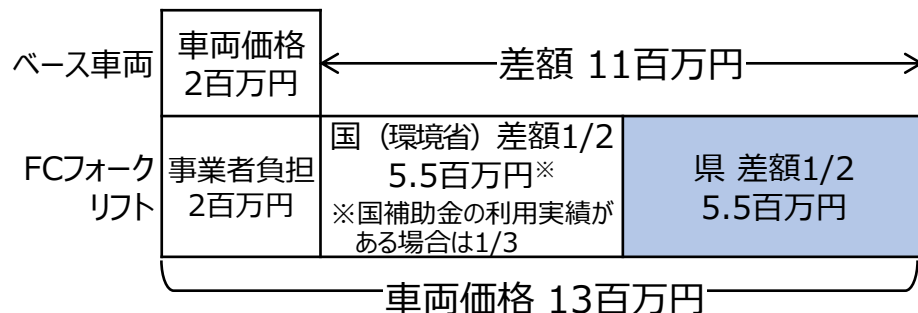 ベース車両
車両価格
2百万円
差額 11百万円
FCフォーク
リフト
事業者負担
2百万円
国（環境省）差額1/2
5.5百万円※
※国補助金の利用実績が
ある場合は1/3
県 差額1/2
5.5百万円
車両価格 13百万円